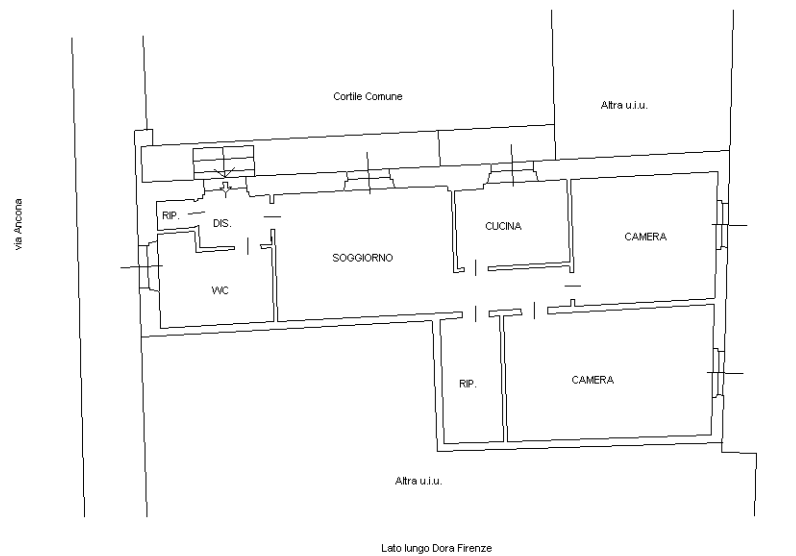 Cortile Comune
Altra u.i.u.
via Ancona
RIP.
DIS.
CUCINA
CAMERA
SOGGIORNO
WC
RIP.
CAMERA
Altra u.i.u.
Lato lungo Dora Firenze